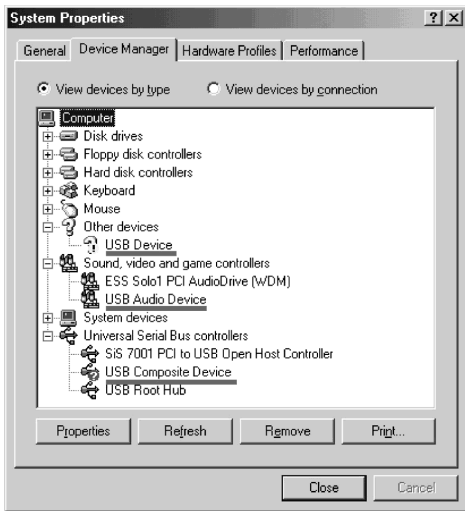 System Properties
General Device Manager Hardware Profiles Performance
View devices by type View devices by connection
Computer
Disk drives
Floppy disk controllers
Hard disk controllers
Keyboard
Mouse
Other devices
USB Device
Sound, video and game controllers
ESS Solo1 PCI AudioDrive (WDM)
USB Audio Device
System devices
Universal Serial Bus controllers
SiS 7001 PCI to USB Open Host Controller
USB Composite Device
USB Root Hub
Properties Refresh Remove Print...
Close Cancel